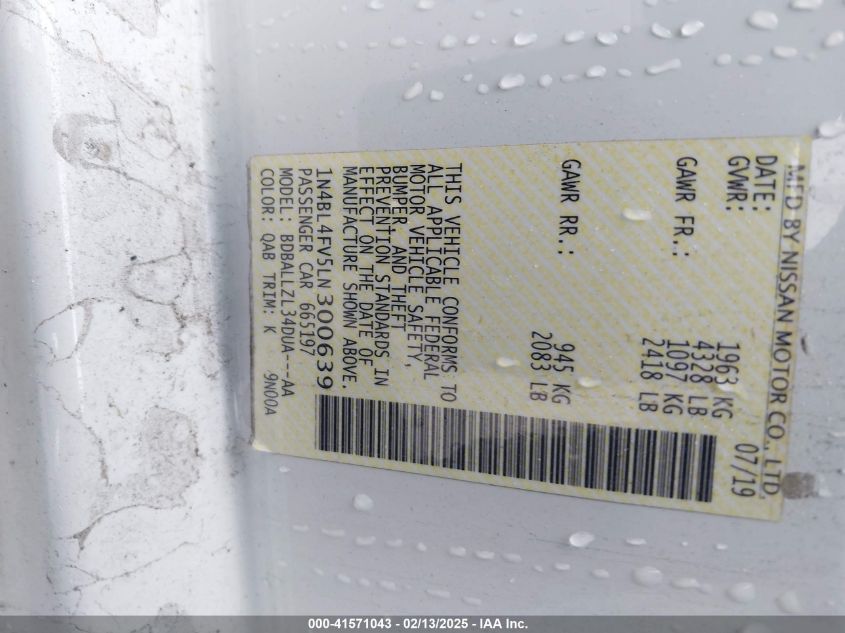 MFD BY NISSAN MOTOR CO., LTD.
DATE: 07/19
GVWR: 1963 KG
4328 LB
GAWR FR.: 1097 KG
2418 LB
GAWR RR.: 945 KG
2083 LB
THIS VEHICLE CONFORMS TO
ALL APPLICABLE FEDERAL
MOTOR VEHICLE SAFETY,
BUMPER, AND THEFT
PREVENTION STANDARDS IN
EFFECT ON THE DATE OF
MANUFACTURE SHOWN ABOVE.
1N4BL4FV5LN300639
PASSENGER CAR 665197
MODEL: BDBALLZL34DUA---AA
COLOR: QAB TRIM: K 9N00A
000-41571043 - 02/13/2025 - IAA Inc.